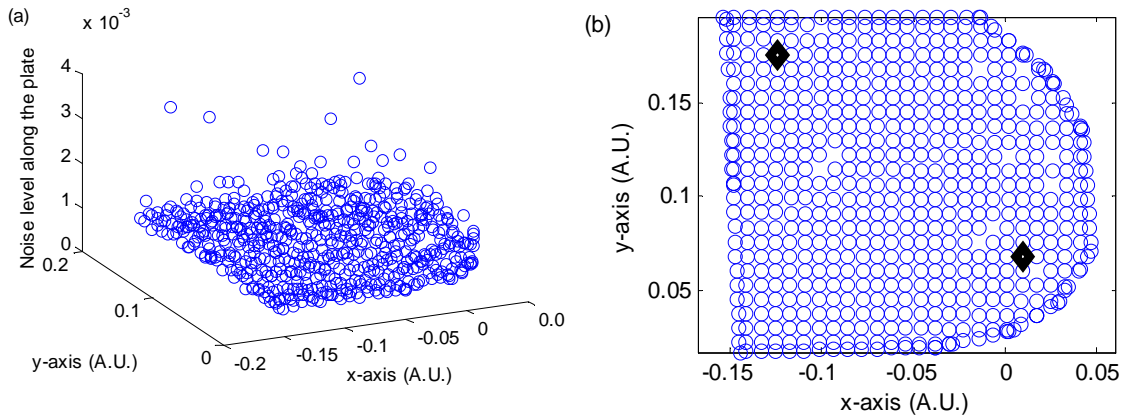 (a)
x 10⁻³
Noise level along the plate
4
3
2
1
0
0.2
0.1
0
y-axis (A.U.)
-0.2
-0.15
-0.1
-0.05
0
0.0
x-axis (A.U.)
(b)
y-axis (A.U.)
0.15
0.1
0.05
-0.15
-0.1
-0.05
0
0.05
x-axis (A.U.)